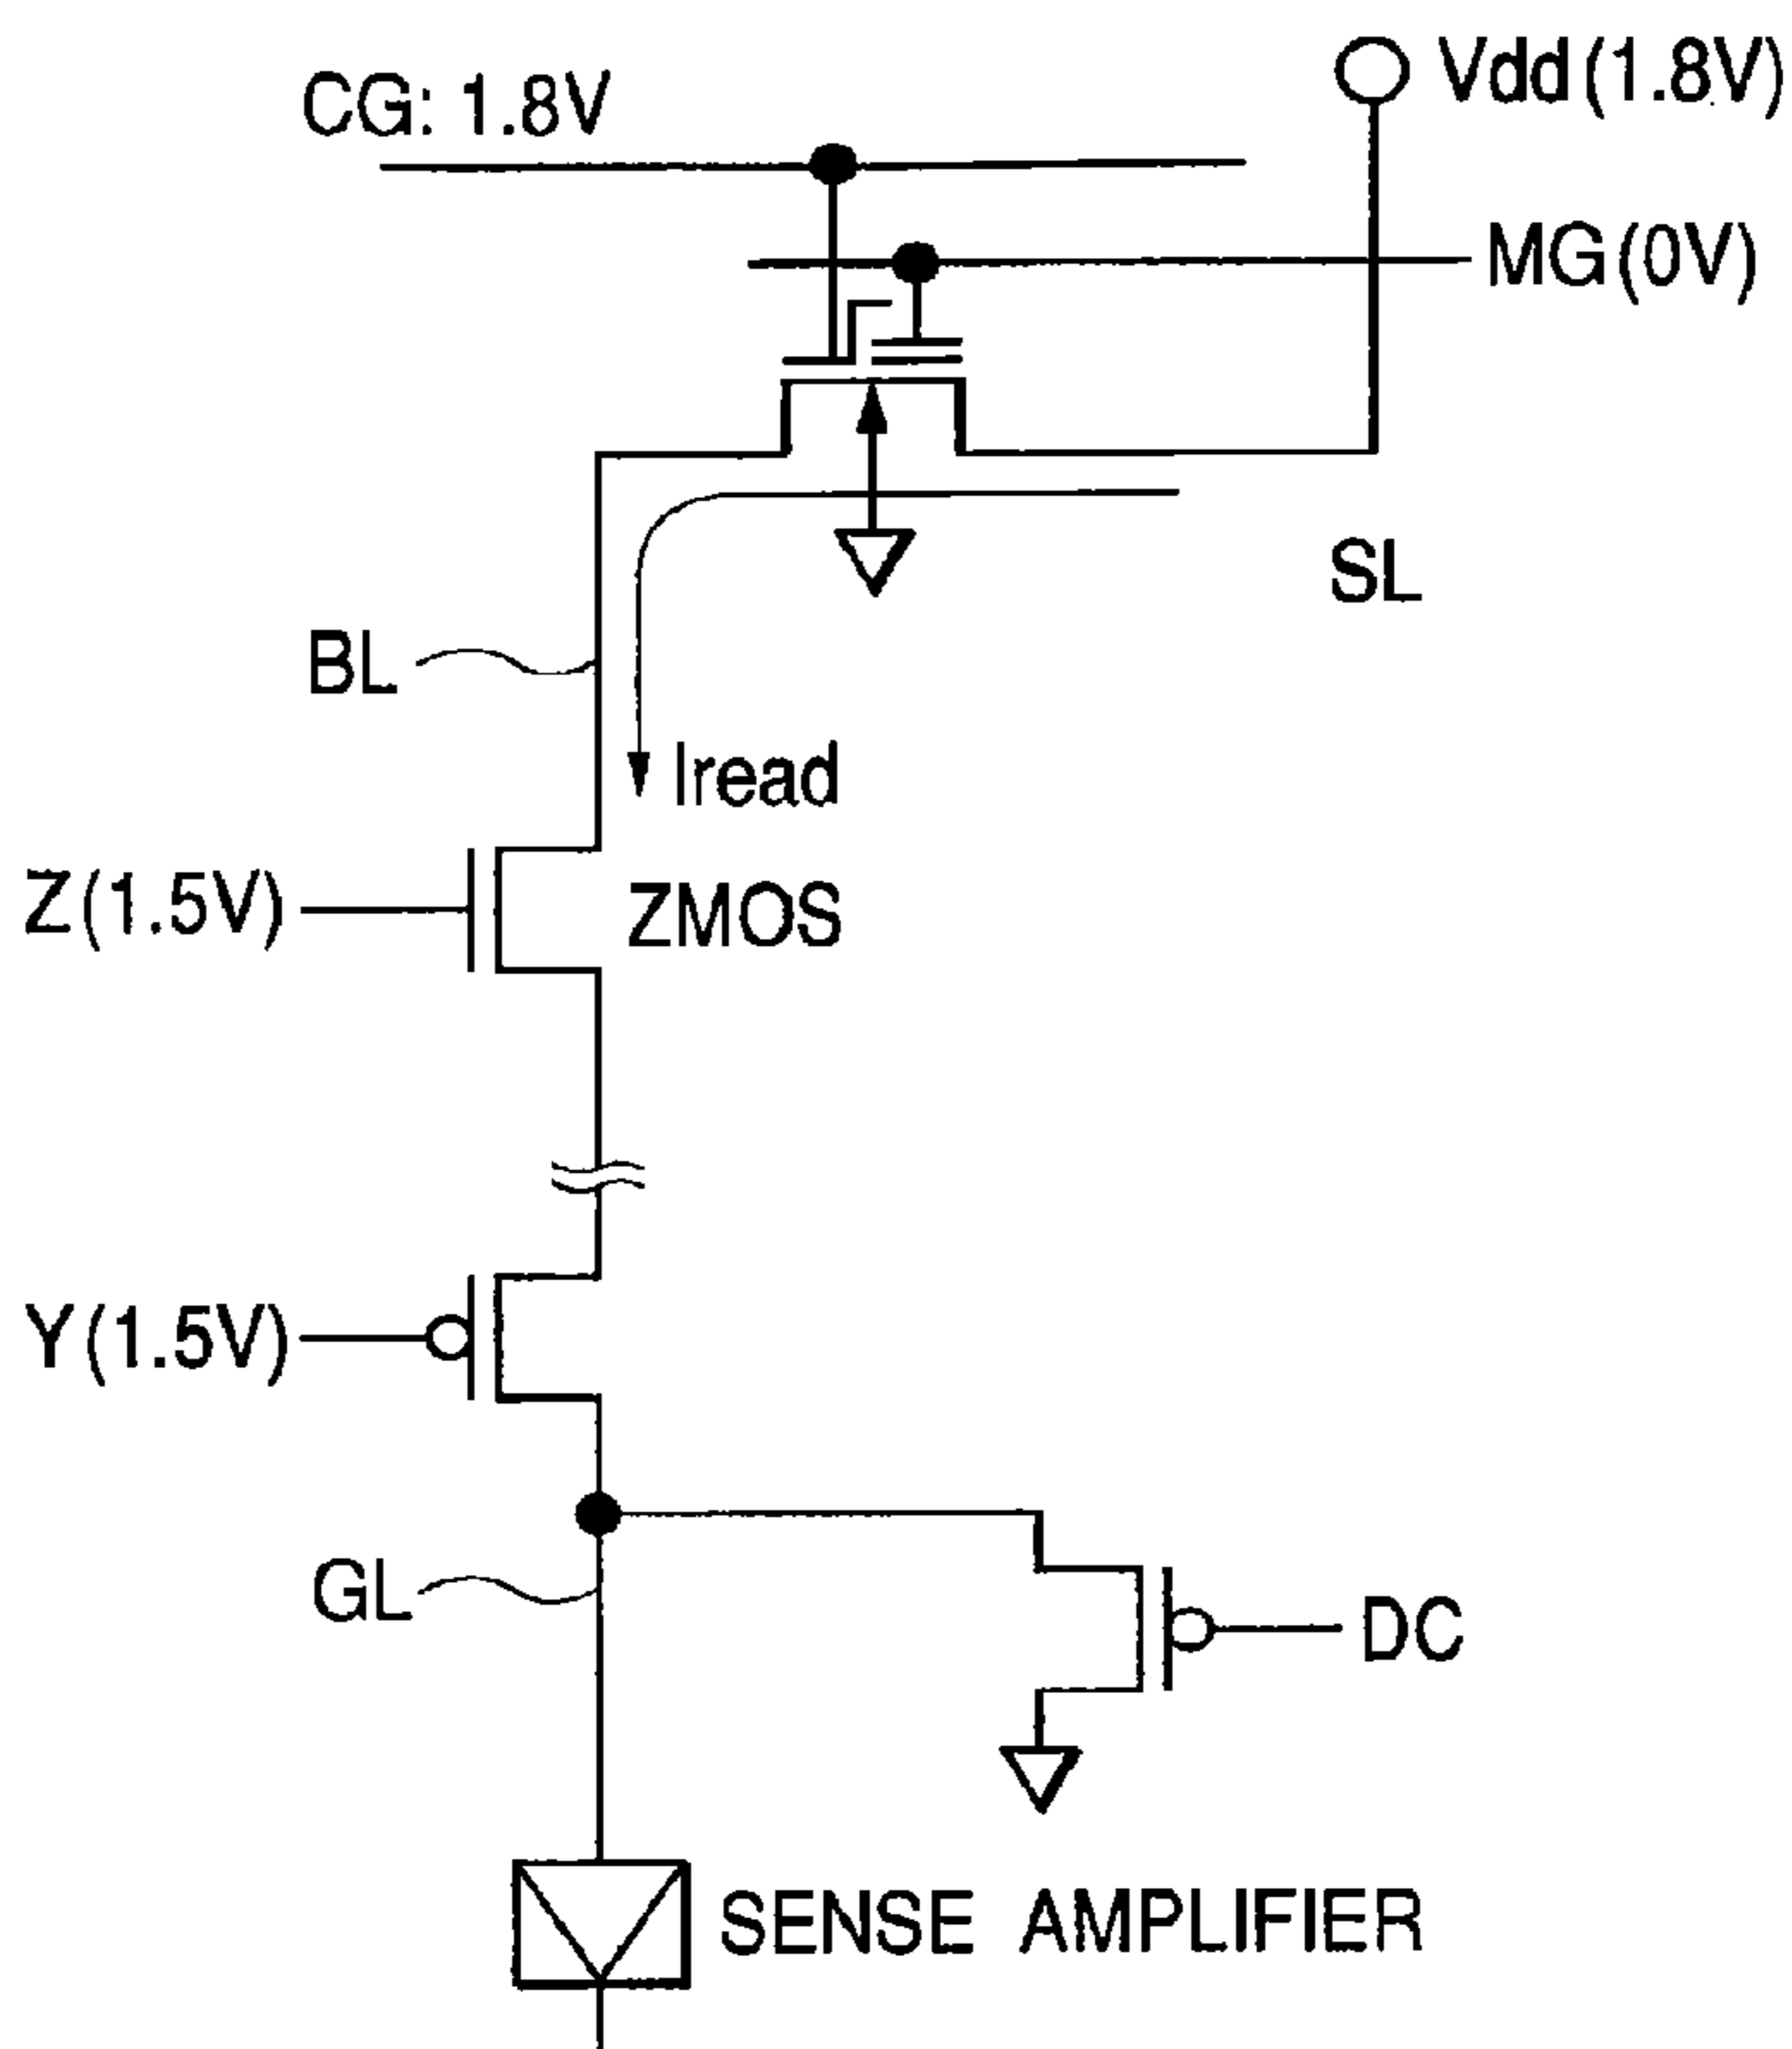 CG: 1.8V
Vdd(1.8V)
MG(0V)
SL
BL
Iread
Z(1.5V)
ZMOS
Y(1.5V)
GL
DC
SENSE AMPLIFIER